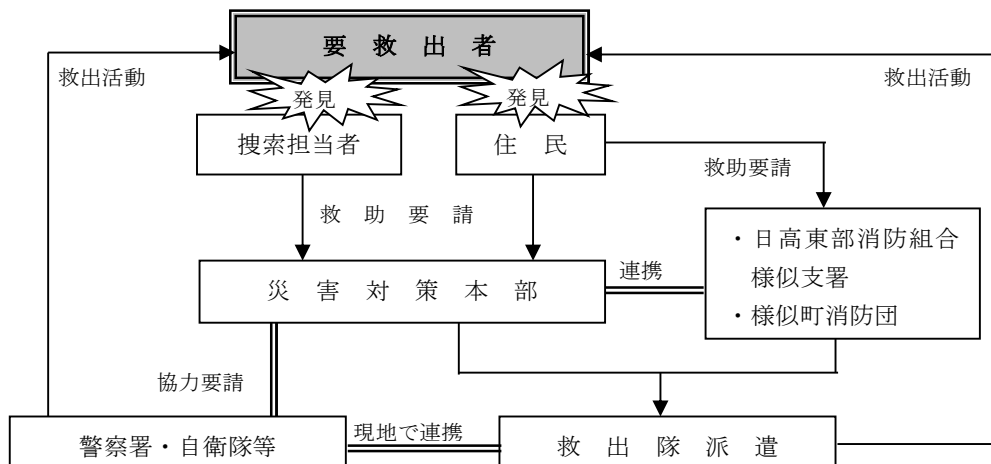 要救出者
救出活動
救出活動
発見
発見
捜索担当者
住民
救助要請
救助要請
・日高東部消防組合
様似支署
・様似町消防団
連携
災害対策本部
協力要請
警察署・自衛隊等
現地で連携
救出隊派遣